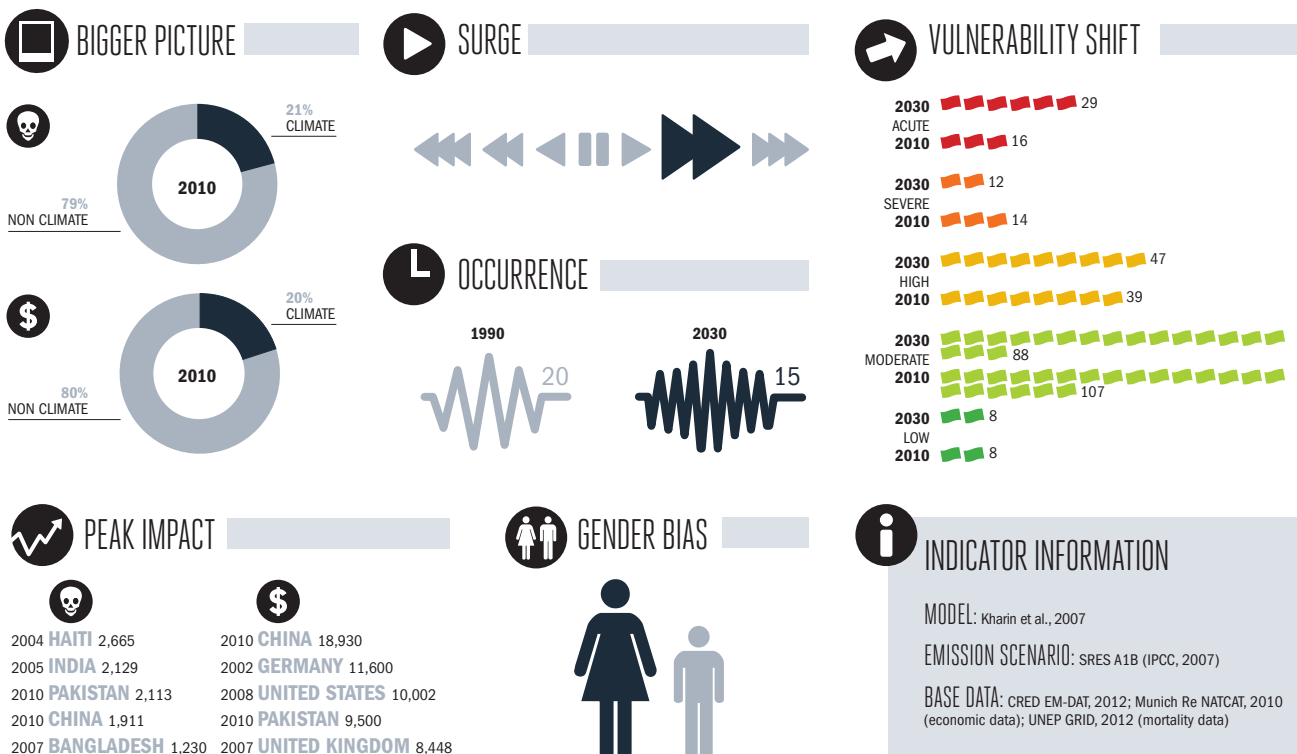 BIGGER PICTURE
21%
CLIMATE
2010
79%
NON CLIMATE
$
20%
CLIMATE
2010
80%
NON CLIMATE
SURGE
OCCURRENCE
1990
20
2030
15
VULNERABILITY SHIFT
2030 29
ACUTE
2010 16
2030 12
SEVERE
2010 14
2030 47
HIGH
2010 39
2030
MODERATE 88
2010
107
2030 8
LOW
2010 8
PEAK IMPACT
2004 HAITI 2,665
2005 INDIA 2,129
2010 PAKISTAN 2,113
2010 CHINA 1,911
2007 BANGLADESH 1,230
$
2010 CHINA 18,930
2002 GERMANY 11,600
2008 UNITED STATES 10,002
2010 PAKISTAN 9,500
2007 UNITED KINGDOM 8,448
GENDER BIAS
INDICATOR INFORMATION
MODEL: Kharin et al., 2007
EMISSION SCENARIO: SRES A1B (IPCC, 2007)
BASE DATA: CRED EM-DAT, 2012; Munich Re NATCAT, 2010
(economic data); UNEP GRID, 2012 (mortality data)